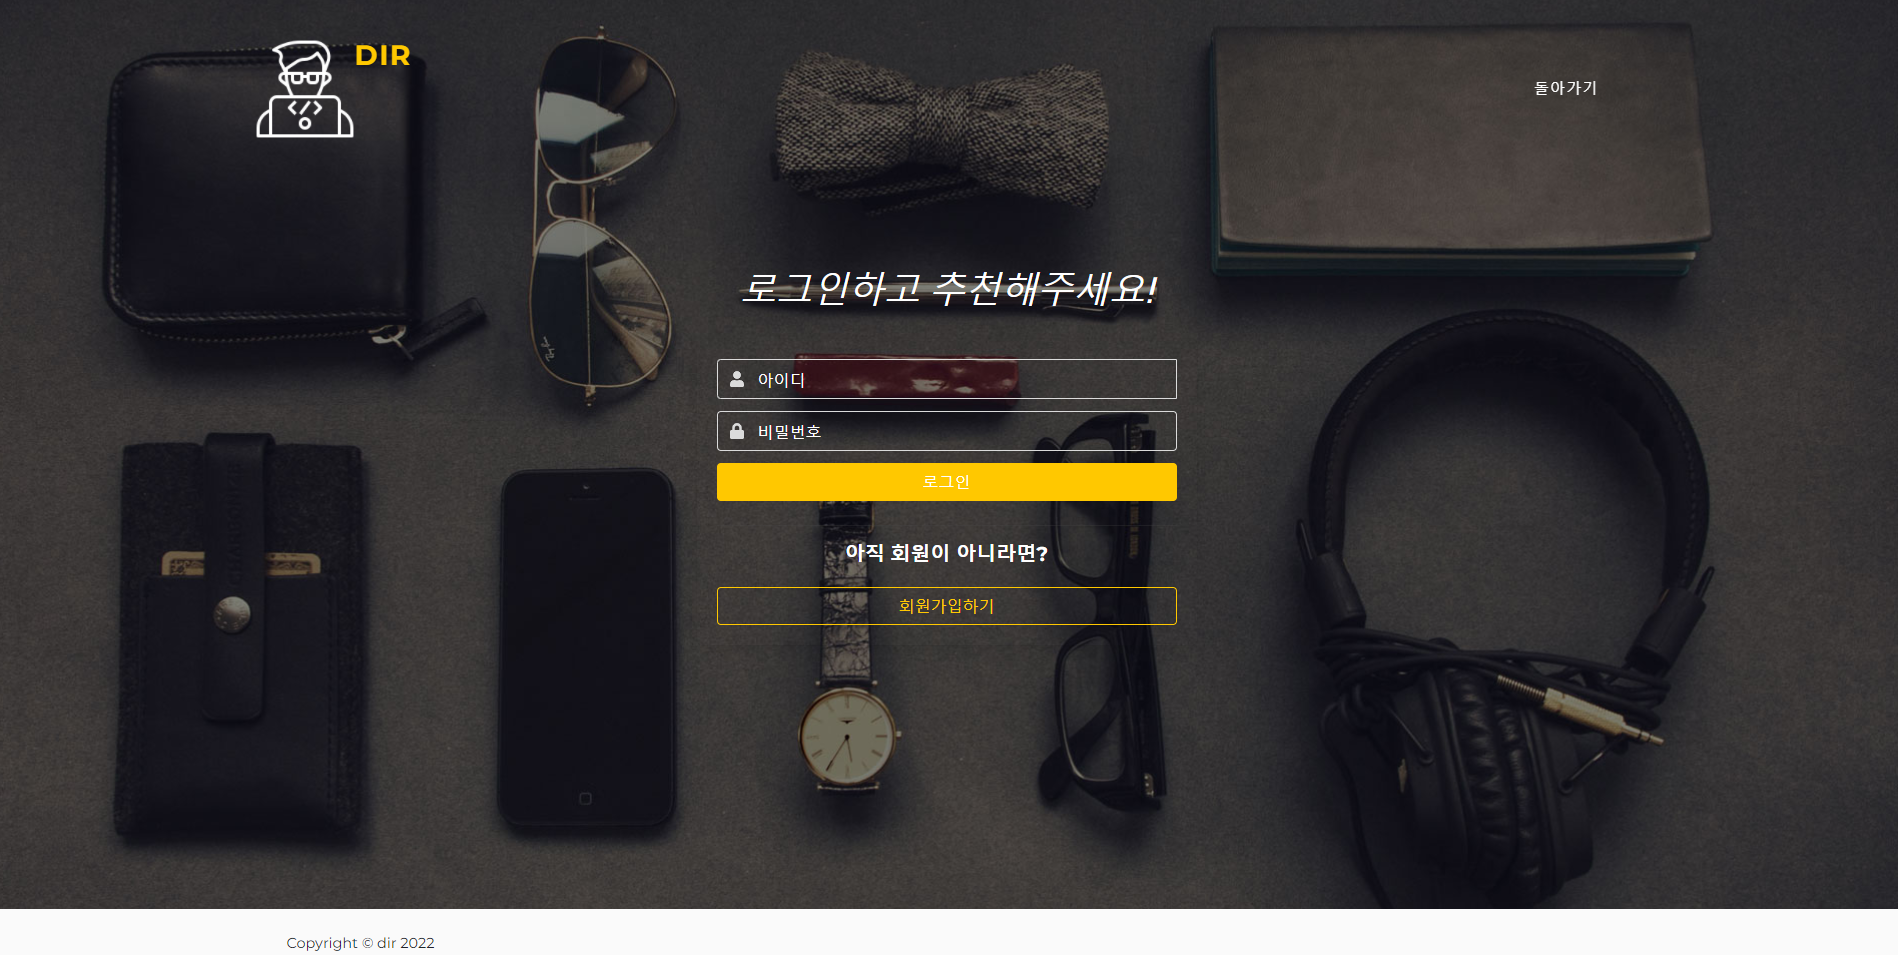 DIR
돌아가기
로그인하고 추천해주세요!
아이디
비밀번호
로그인
아직 회원이 아니라면?
회원가입하기
Copyright © dir 2022